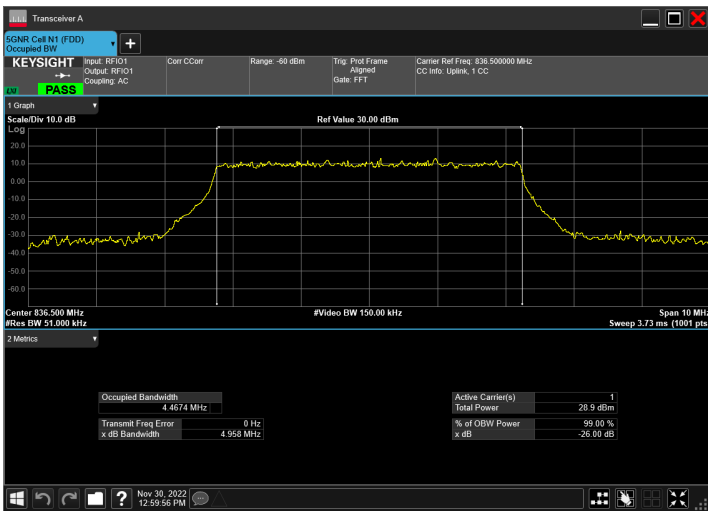 Transceiver A
5GNR Cell N1 (FDD)
Occupied BW
KEYSIGHT
PASS
Input: RFIO1
Output: RFIO1
Coupling: AC
Corr CCorr
Range: -60 dBm
Trig: Prot Frame
Aligned
Gate: FFT
Carrier Ref Freq: 836.500000 MHz
CC Info: Uplink, 1 CC
1 Graph
Scale/Div 10.0 dB
Ref Value 30.00 dBm
Log
20.0
10.0
0.00
-10.0
-20.0
-30.0
-40.0
-50.0
-60.0
Center 836.500 MHz
#Video BW 150.00 kHz
Span 10 MHz
#Res BW 51.000 kHz
Sweep 3.73 ms (1001 pts
2 Metrics
Occupied Bandwidth
4.4674 MHz
Transmit Freq Error 0 Hz
x dB Bandwidth 4.958 MHz
Active Carrier(s) 1
Total Power 28.9 dBm
% of OBW Power 99.00 %
x dB -26.00 dB
Nov 30, 2022
12:59:56 PM